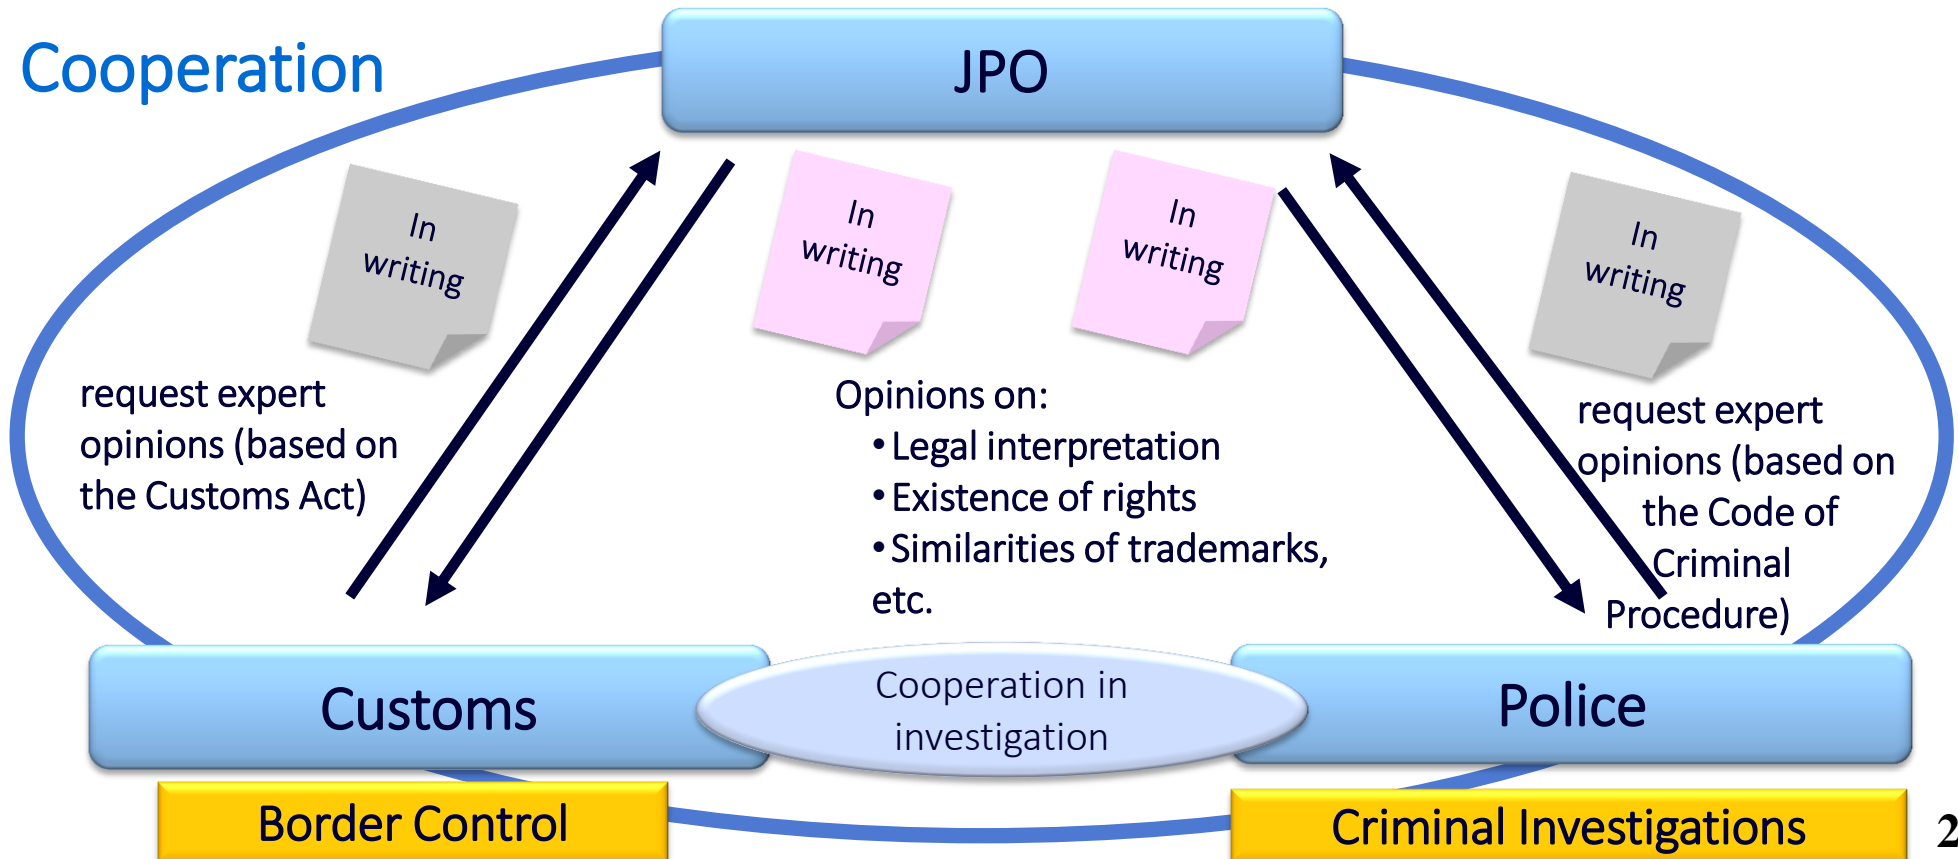 Cooperation
JPO
In
writing
In
writing
In
writing
In
writing
request expert
opinions (based on
the Customs Act)
Opinions on:
•Legal interpretation
•Existence of rights
•Similarities of trademarks,
etc.
request expert
opinions (based on
the Code of
Criminal
Procedure)
Customs
Cooperation in
investigation
Police
Border Control
Criminal Investigations
2